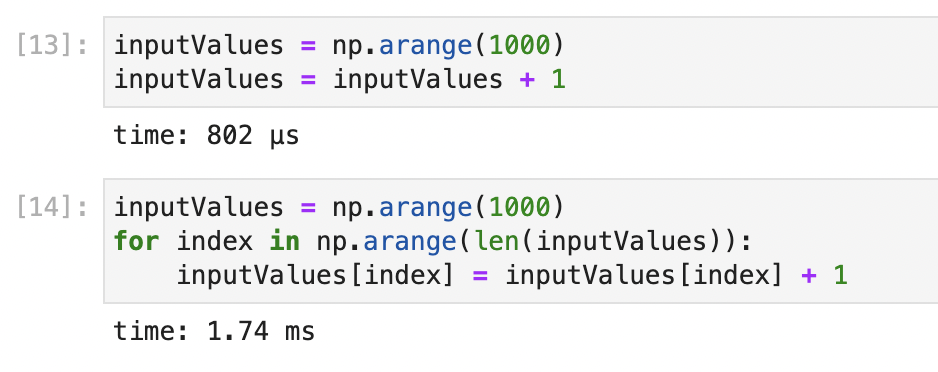 [13]: inputValues = np.arange(1000)
inputValues = inputValues + 1
time: 802 µs
[14]: inputValues = np.arange(1000)
for index in np.arange(len(inputValues)):
    inputValues[index] = inputValues[index] + 1
time: 1.74 ms